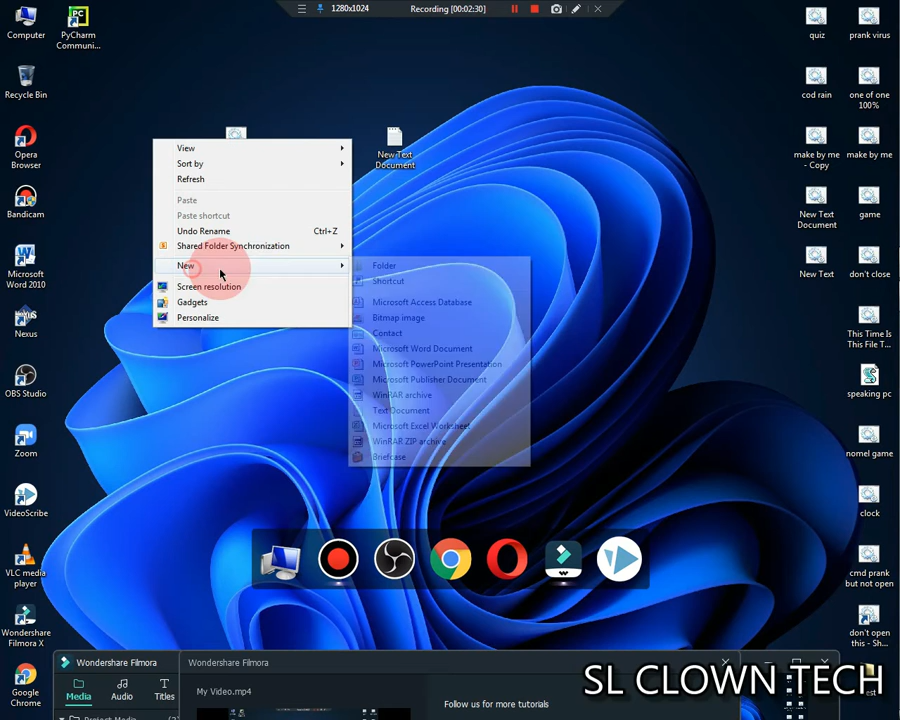 1280x1024
Recording [00:02:30]
Computer
PyCharm
Communi...
Recycle Bin
Opera
Browser
Bandicam
Microsoft
Word 2010
Nexus
OBS Studio
Zoom
VideoScribe
VLC media
player
Wondershare
Filmora X
Google
Chrome
New Text
Document
View
Sort by
Refresh
Paste
Paste shortcut
Undo Rename Ctrl+Z
Shared Folder Synchronization
New
Screen resolution
Gadgets
Personalize
Folder
Shortcut
Microsoft Access Database
Bitmap image
Contact
Microsoft Word Document
Microsoft PowerPoint Presentation
Microsoft Publisher Document
WinRAR archive
Text Document
Microsoft Excel Worksheet
WinRAR ZIP archive
Briefcase
quiz
prank virus
cod rain
one of one
100%
make by me
- Copy
make by me
New Text
Document
game
New Text
don't close
This Time Is
This File T...
speaking pc
nomel game
clock
cmd prank
but not open
don't open
this - Sh...
Wondershare Filmora
Media
Audio
Titles
Project Media
Wondershare Filmora
My Video.mp4
Follow us for more tutorials
SL CLOWN TECH